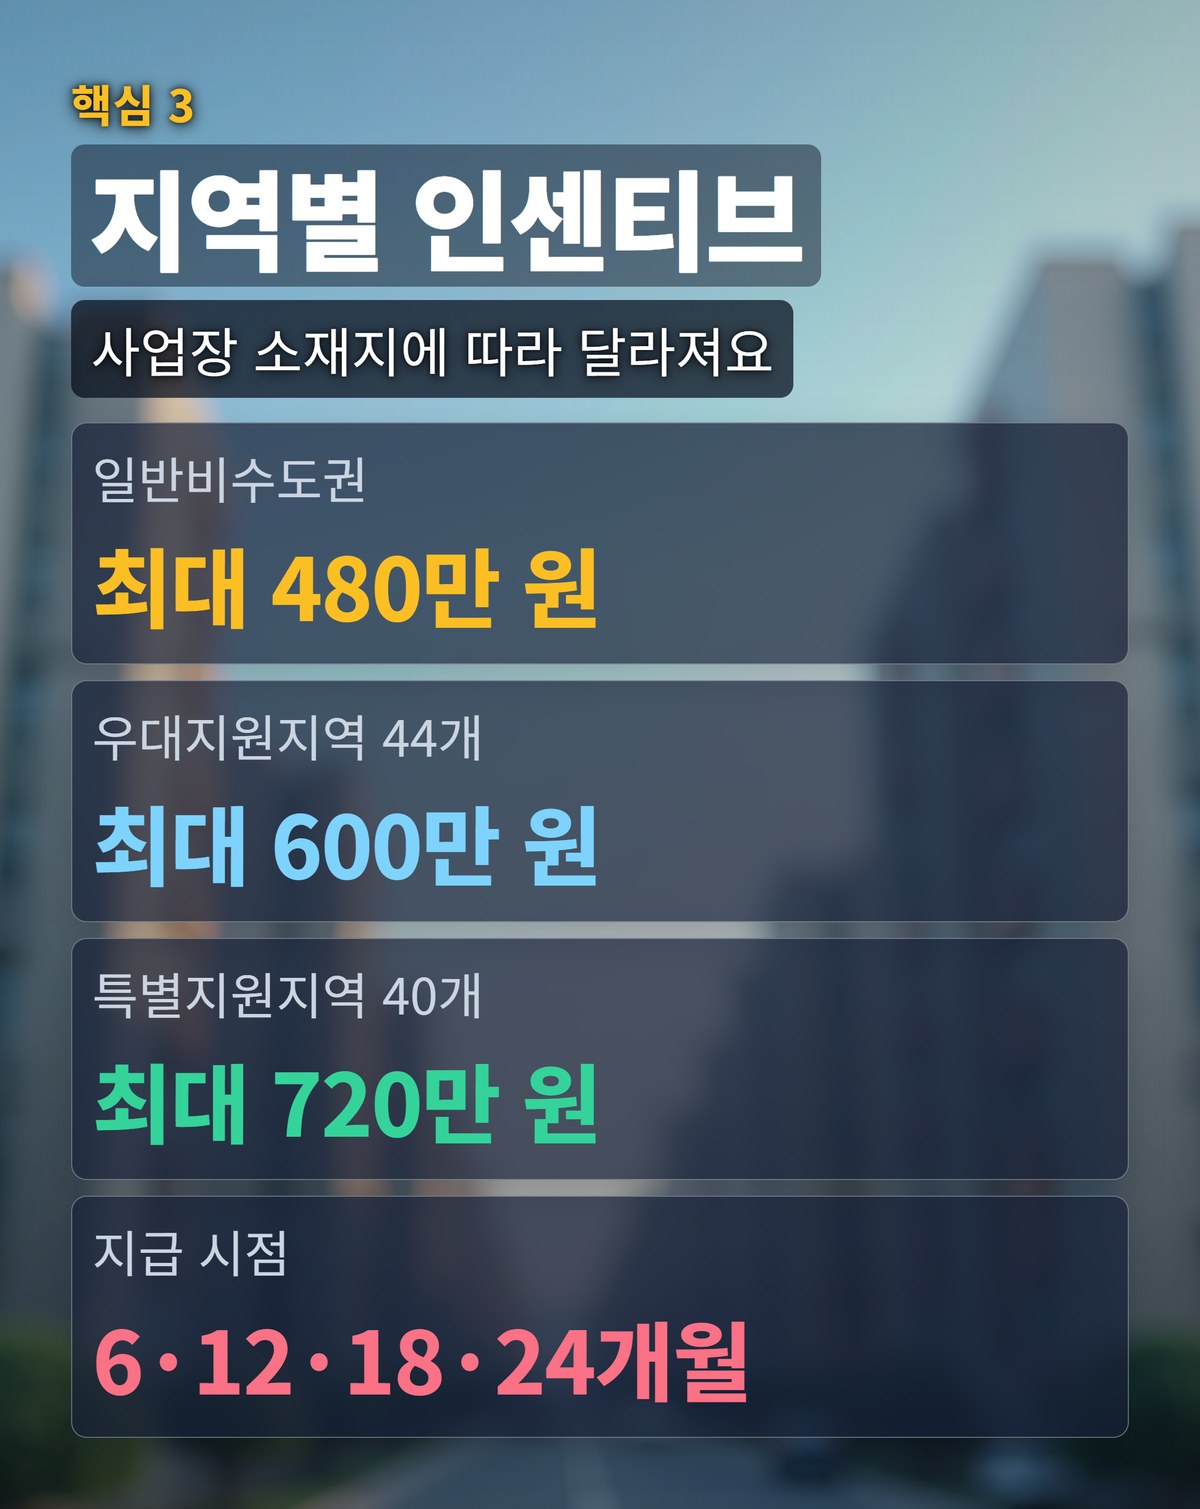 핵심 3
지역별 인센티브
사업장 소재지에 따라 달라져요
일반비수도권
최대 480만 원
우대지원지역 44개
최대 600만 원
특별지원지역 40개
최대 720만 원
지급 시점
6·12·18·24개월